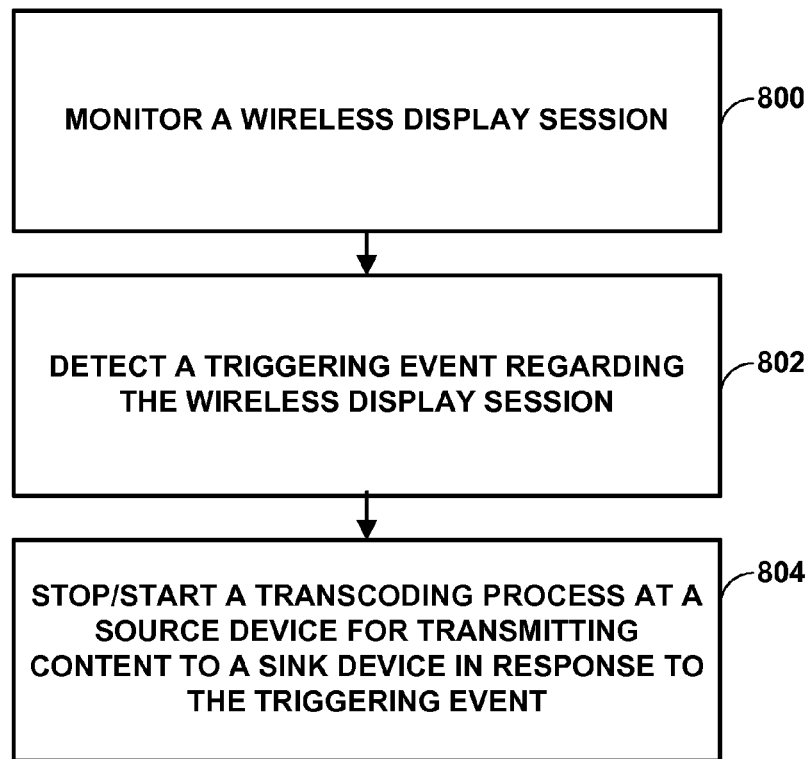 MONITOR A WIRELESS DISPLAY SESSION
800
DETECT A TRIGGERING EVENT REGARDING
THE WIRELESS DISPLAY SESSION
802
STOP/START A TRANSCODING PROCESS AT A
SOURCE DEVICE FOR TRANSMITTING
CONTENT TO A SINK DEVICE IN RESPONSE TO
THE TRIGGERING EVENT
804